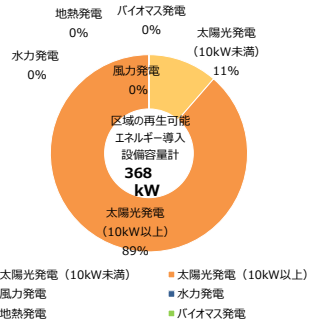 地熱発電
0%
バイオマス発電
0%
太陽光発電
（10kW未満）
11%
水力発電
0%
風力発電
0%
区域の再生可能
エネルギー導入
設備容量計
368
kW
太陽光発電
（10kW以上）
89%
太陽光発電（10kW未満）
太陽光発電（10kW以上）
風力発電
水力発電
地熱発電
バイオマス発電